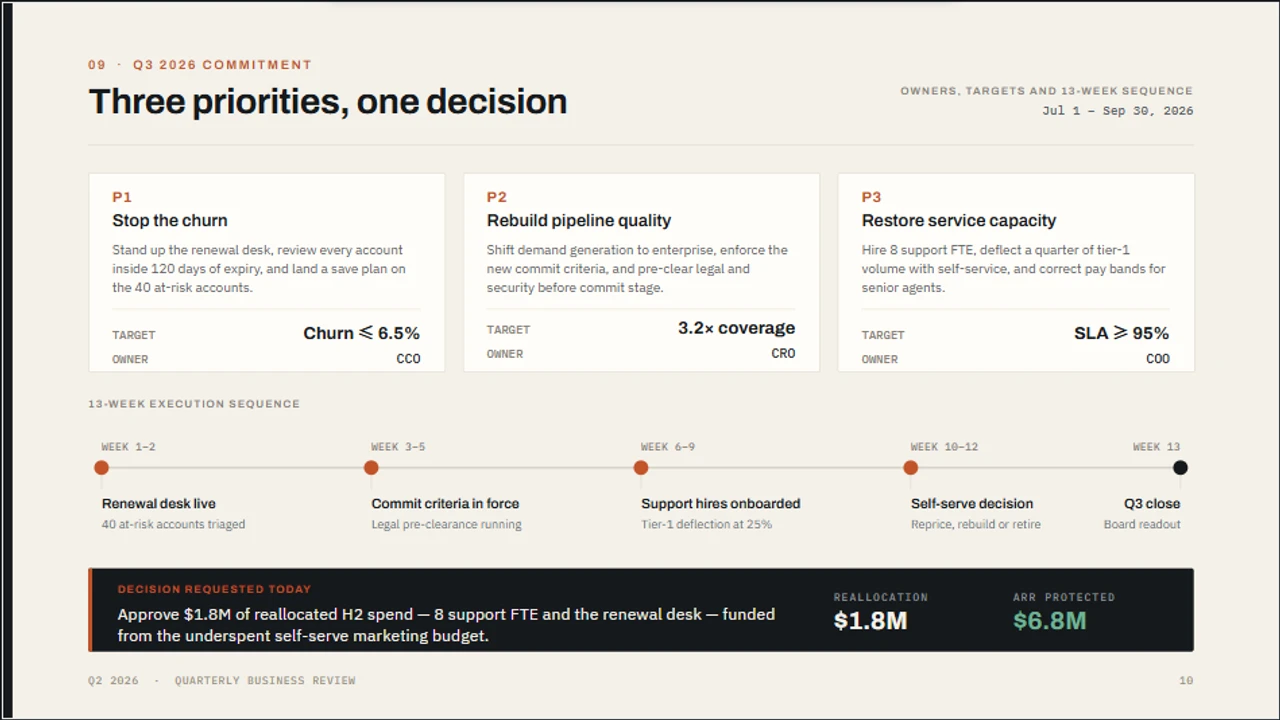 09 · Q3 2026 COMMITMENT
Three priorities, one decision
OWNERS, TARGETS AND 13-WEEK SEQUENCE
Jul 1 – Sep 30, 2026
P1
Stop the churn
Stand up the renewal desk, review every account
inside 120 days of expiry, and land a save plan on
the 40 at-risk accounts.
TARGET Churn ⩽ 6.5%
OWNER CCO
P2
Rebuild pipeline quality
Shift demand generation to enterprise, enforce the
new commit criteria, and pre-clear legal and
security before commit stage.
TARGET 3.2× coverage
OWNER CRO
P3
Restore service capacity
Hire 8 support FTE, deflect a quarter of tier-1
volume with self-service, and correct pay bands for
senior agents.
TARGET SLA ⩾ 95%
OWNER COO
13-WEEK EXECUTION SEQUENCE
WEEK 1–2
Renewal desk live
40 at-risk accounts triaged
WEEK 3–5
Commit criteria in force
Legal pre-clearance running
WEEK 6–9
Support hires onboarded
Tier-1 deflection at 25%
WEEK 10–12
Self-serve decision
Reprice, rebuild or retire
WEEK 13
Q3 close
Board readout
DECISION REQUESTED TODAY
Approve $1.8M of reallocated H2 spend — 8 support FTE and the renewal desk — funded
from the underspent self-serve marketing budget.
REALLOCATION
$1.8M
ARR PROTECTED
$6.8M
Q2 2026 · QUARTERLY BUSINESS REVIEW
10